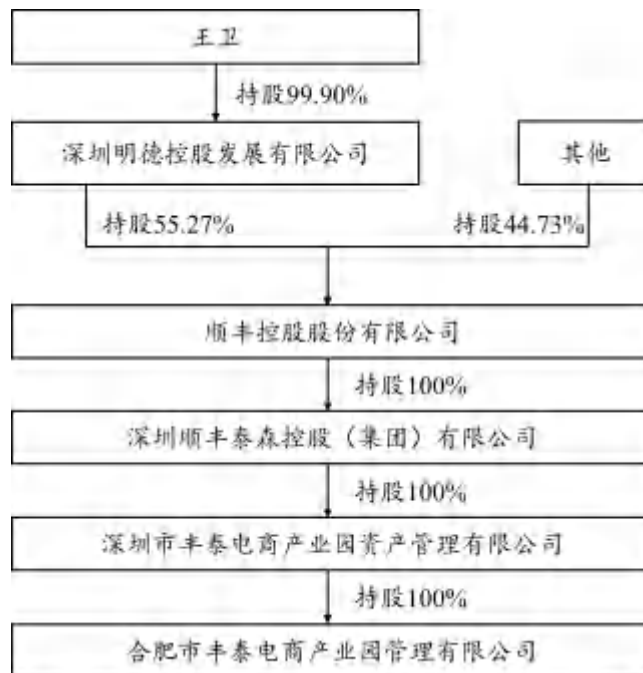 王卫
持股99.90%
深圳明德控股发展有限公司
其他
持股55.27%
持股44.73%
顺丰控股股份有限公司
持股100%
深圳顺丰泰森控股（集团）有限公司
持股100%
深圳市丰泰电商产业园资产管理有限公司
持股100%
合肥市丰泰电商产业园管理有限公司